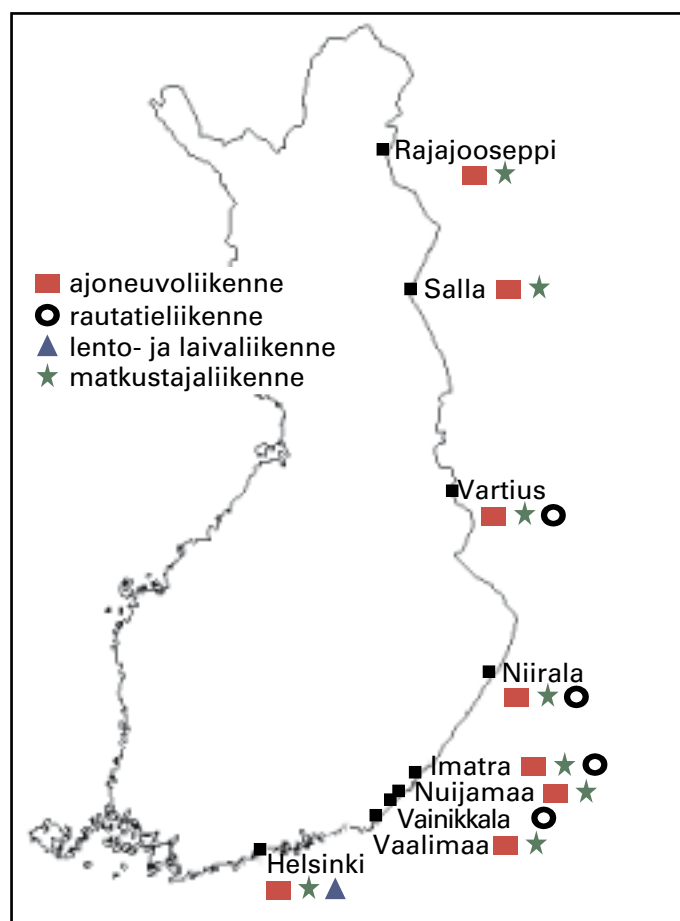 Rajajooseppi
ajoneuvoliikenne
Salla
rautatieliikenne
lento- ja laivaliikenne
matkustajaliikenne
Vartius
Niirala
Imatra
Nuijamaa
Vainikkala
Vaalimaa
Helsinki